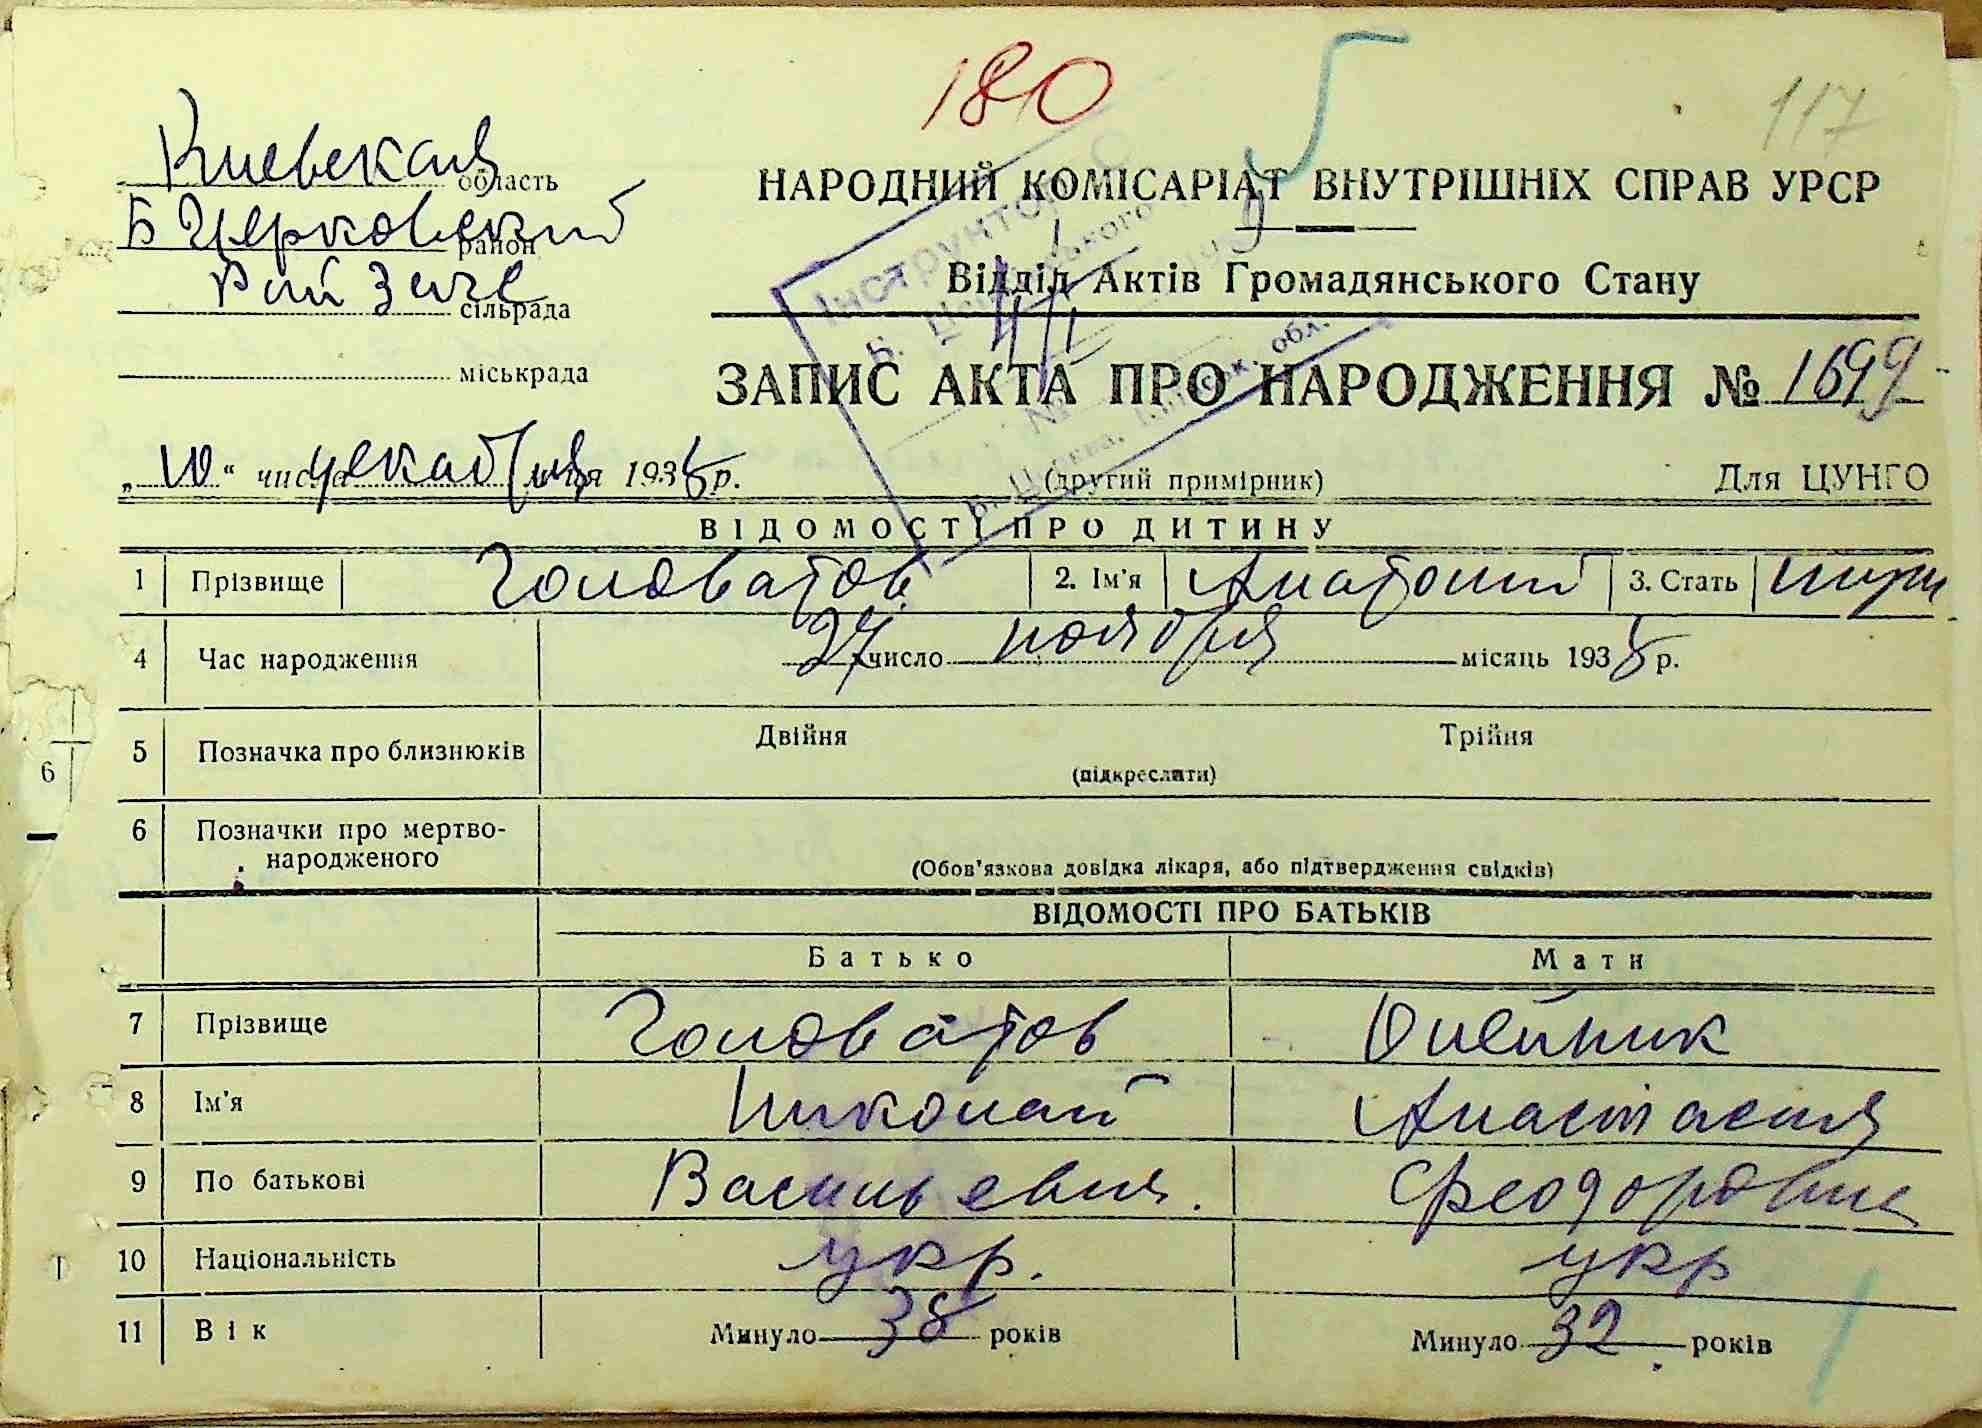 180
117
Киевская область
Б Церковский район
Рай Загс
сільрада
міськрада
НАРОДНИЙ КОМІСАРІАТ ВНУТРІШНІХ СПРАВ УРСР
Відділ Актів Громадянського Стану
ЗАПИС АКТА ПРО НАРОДЖЕННЯ № 1699
„10“ числа декабря м-ця 1938 р.
(другий примірник)
Для ЦУНГО
ВІДОМОСТІ ПРО ДИТИНУ
1 Прізвище Головатов 2. Ім'я Анатолий 3. Стать муж
4 Час народження 27 число ноября місяць 1938 р.
5 Позначка про близнюків Двійня Трійня
(підкреслити)
6 Позначки про мертво-
народженого
(Обов'язкова довідка лікаря, або підтвердження свідків)
6
ВІДОМОСТІ ПРО БАТЬКІВ
Батько Мати
7 Прізвище Головатов Олейник
8 Ім'я Николай Анастасия
9 По батькові Васильевич. Феодоровна
10 Національність укр. укр
11 Вік Минуло 38 років Минуло 32 років